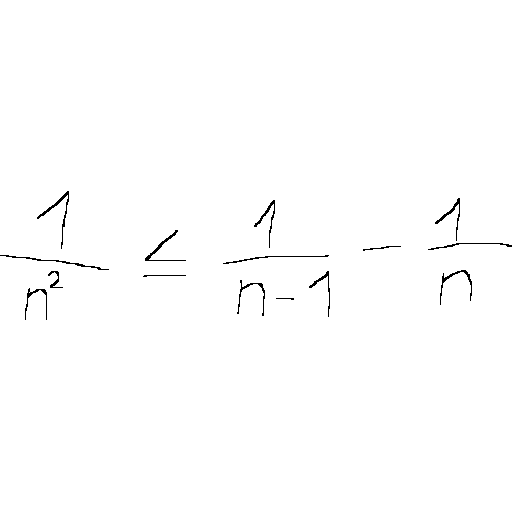 1/n² ≤ 1/(n-1) - 1/n